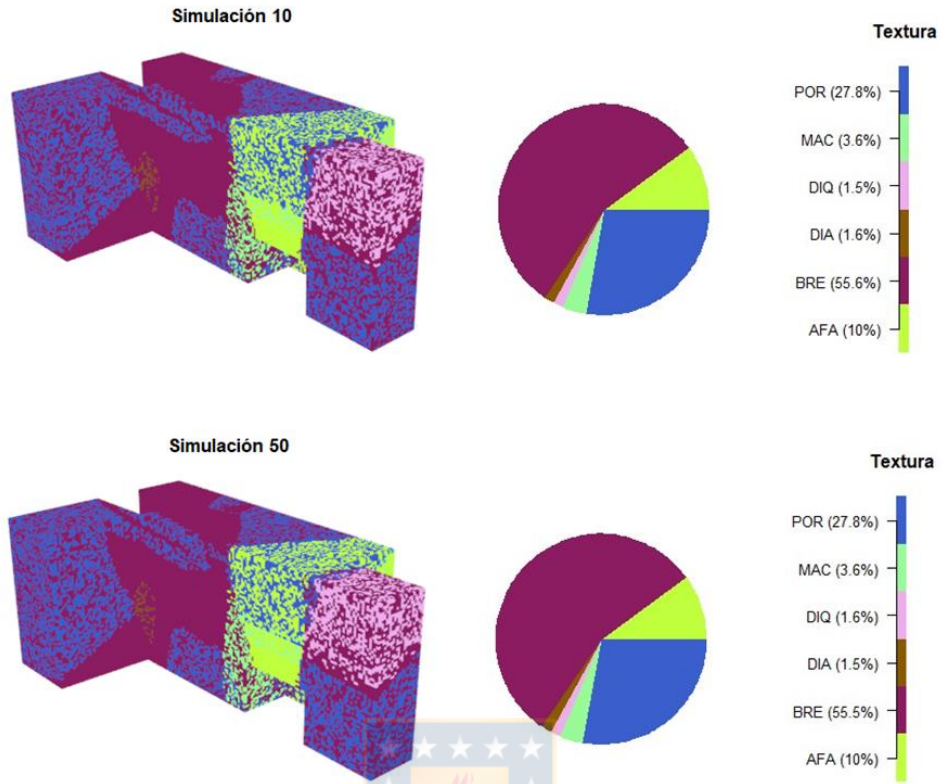 Simulación 10
Textura
POR (27.8%)
MAC (3.6%)
DIQ (1.5%)
DIA (1.6%)
BRE (55.6%)
AFA (10%)
Simulación 50
Textura
POR (27.8%)
MAC (3.6%)
DIQ (1.6%)
DIA (1.5%)
BRE (55.5%)
AFA (10%)